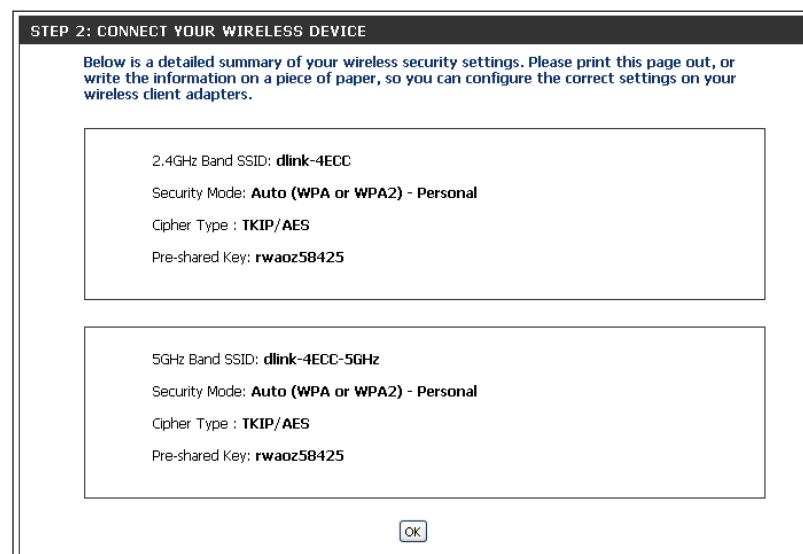 STEP 2: CONNECT YOUR WIRELESS DEVICE
Below is a detailed summary of your wireless security settings. Please print this page out, or
write the information on a piece of paper, so you can configure the correct settings on your
wireless client adapters.
2.4GHz Band SSID: dlink-4ECC
Security Mode: Auto (WPA or WPA2) - Personal
Cipher Type : TKIP/AES
Pre-shared Key: rwaoz58425
5GHz Band SSID: dlink-4ECC-5GHz
Security Mode: Auto (WPA or WPA2) - Personal
Cipher Type : TKIP/AES
Pre-shared Key: rwaoz58425
OK